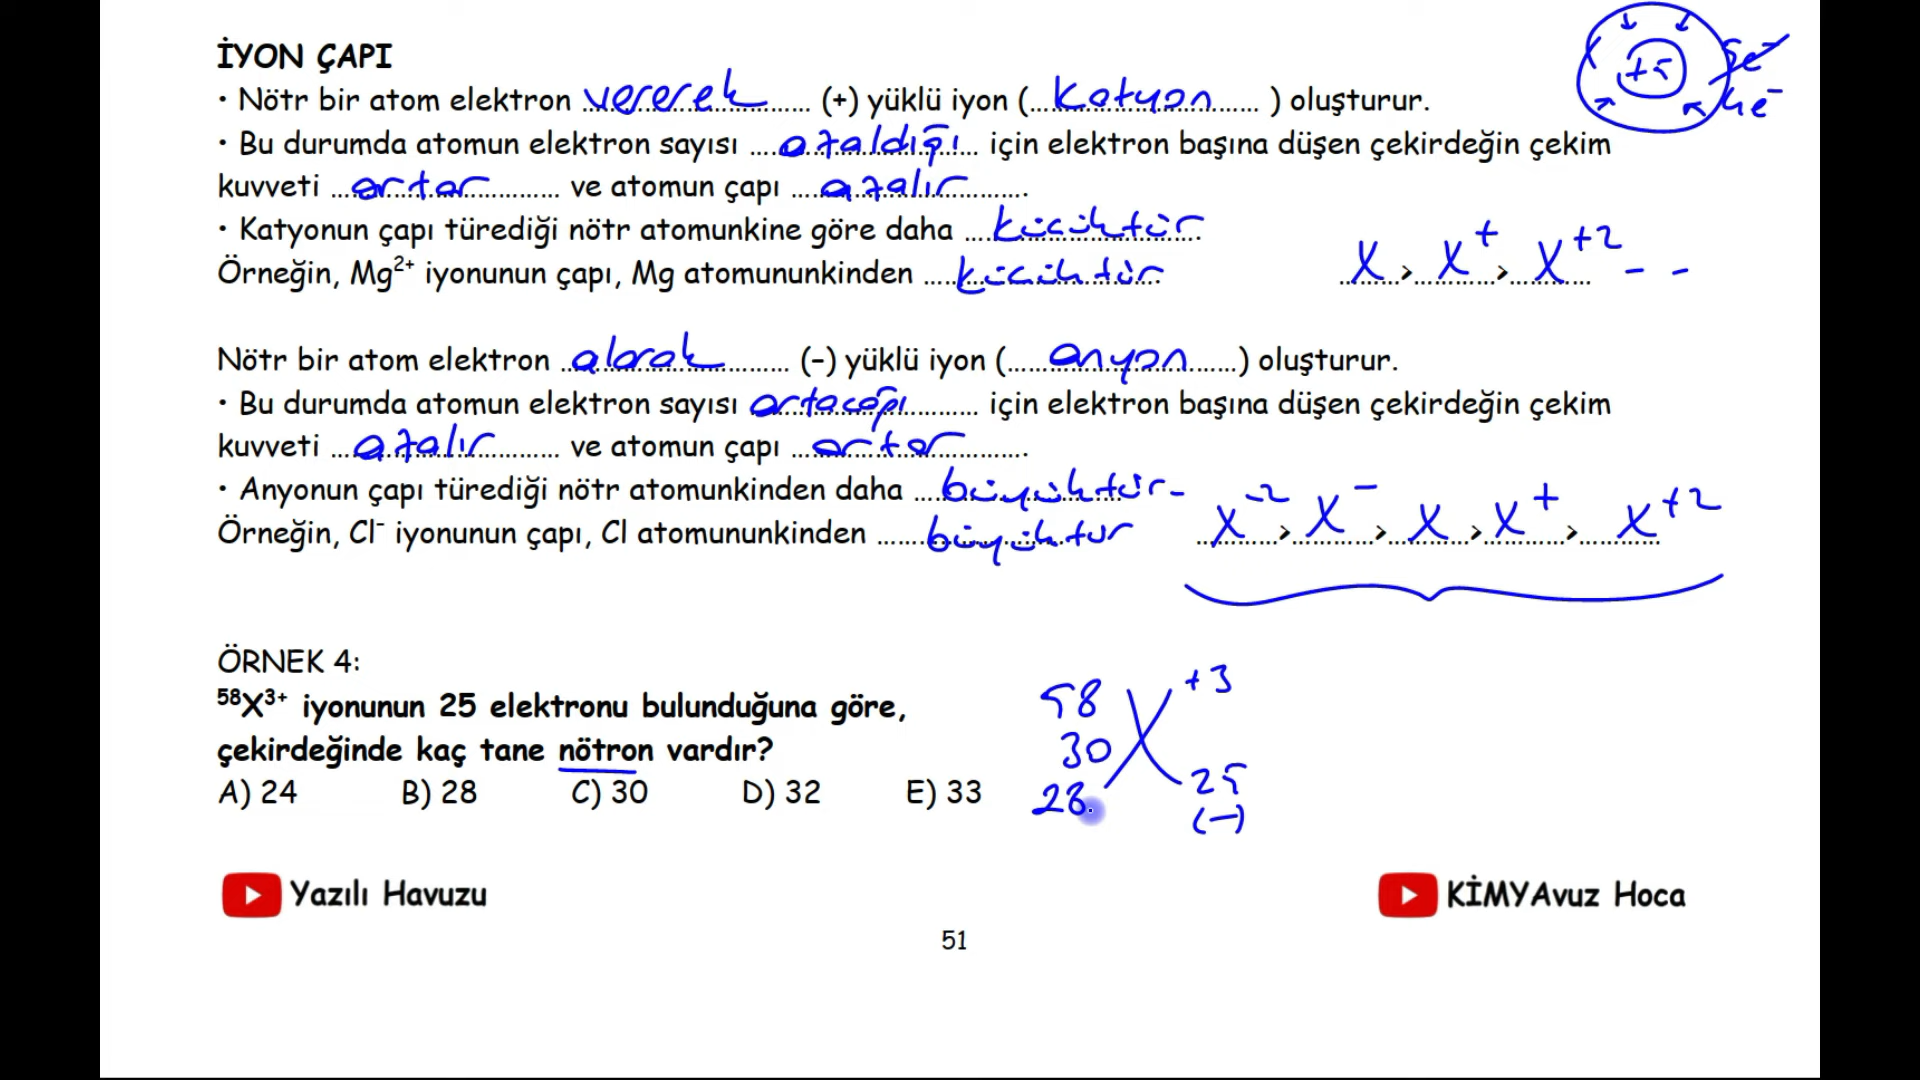 İYON ÇAPI
• Nötr bir atom elektron vererek (+) yüklü iyon (... Katyon ... ) oluşturur.
• Bu durumda atomun elektron sayısı azaldığı için elektron başına düşen çekirdeğin çekim
kuvveti artar ve atomun çapı azalır.
• Katyonun çapı türediği nötr atomunkine göre daha küçüktür.
Örneğin, Mg²⁺ iyonunun çapı, Mg atomununkinden küçüktür.
X > X⁺ > X⁺² - -
+5
5e⁻
4e⁻
Nötr bir atom elektron alarak (-) yüklü iyon (... anyon ...) oluşturur.
• Bu durumda atomun elektron sayısı artacağı için elektron başına düşen çekirdeğin çekim
kuvveti azalır ve atomun çapı artar.
• Anyonun çapı türediği nötr atomunkinden daha büyüktür-
Örneğin, Cl⁻ iyonunun çapı, Cl atomununkinden büyüktür
X⁻² > X⁻ > X > X⁺ > X⁺²
ÖRNEK 4:
⁵⁸X³⁺ iyonunun 25 elektronu bulunduğuna göre,
çekirdeğinde kaç tane nötron vardır?
A) 24 B) 28 C) 30 D) 32 E) 33
58 X +3
30
28 25
(-)
Yazılı Havuzu
KİMYAvuz Hoca
51